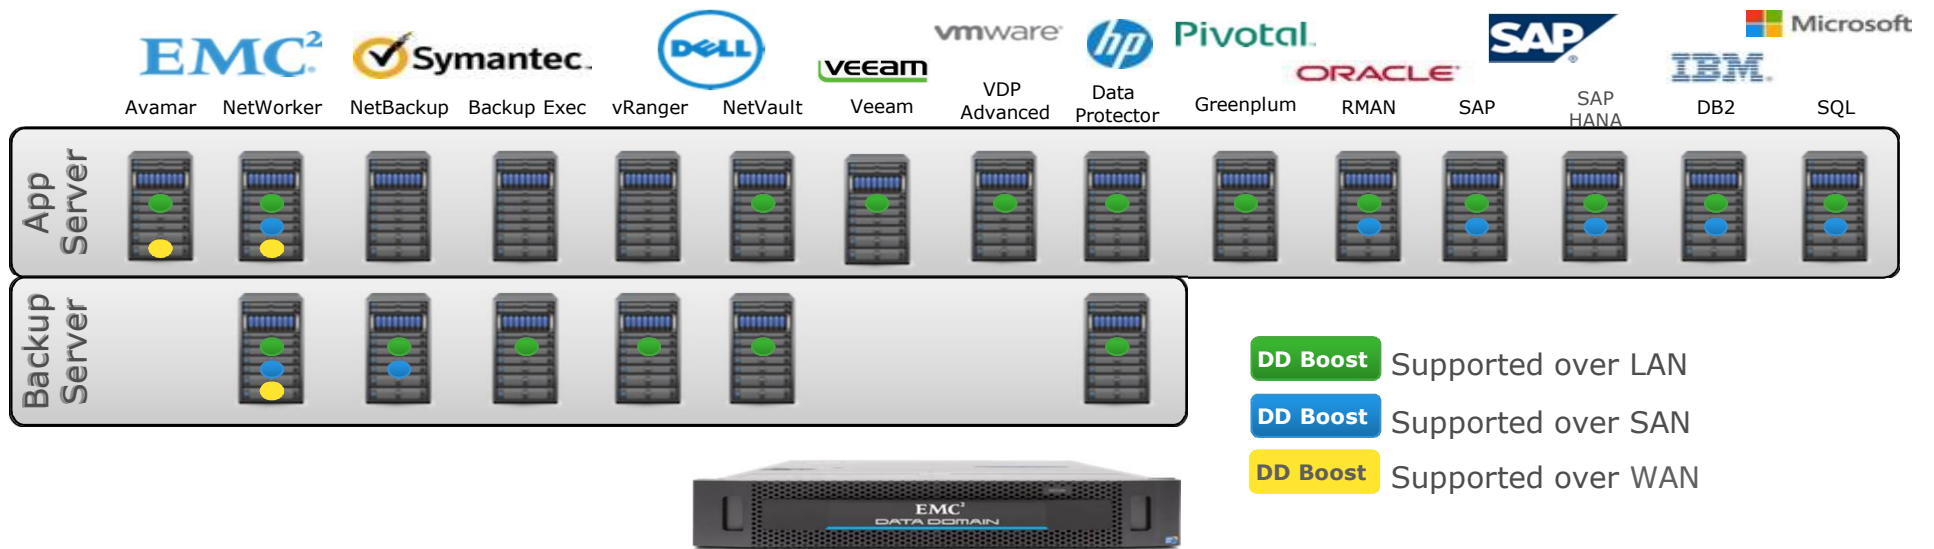 EMC²
Symantec.
DELL
veeam
vmware
hp
Pivotal.
ORACLE
SAP
IBM.
Microsoft
Avamar
NetWorker
NetBackup
Backup Exec
vRanger
NetVault
Veeam
VDP
Advanced
Data
Protector
Greenplum
RMAN
SAP
SAP
HANA
DB2
SQL
App
Server
Backup
Server
DD Boost Supported over LAN
DD Boost Supported over SAN
DD Boost Supported over WAN
EMC²
DATA DOMAIN